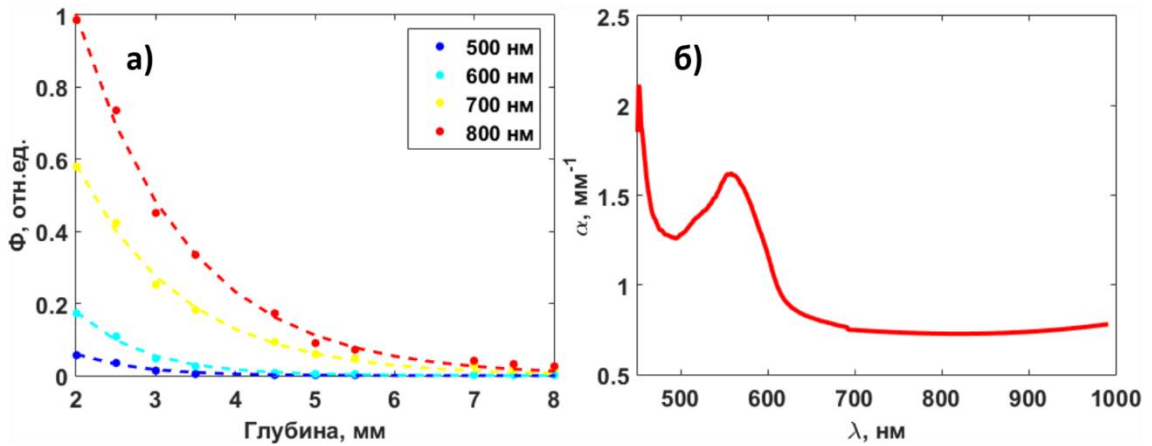 а)
500 нм
600 нм
700 нм
800 нм
Ф, отн.ед.
1
0.8
0.6
0.4
0.2
0
2
3
4
5
6
7
8
Глубина, мм
б)
α, мм-1
2.5
2
1.5
1
0.5
500
600
700
800
900
1000
λ, нм